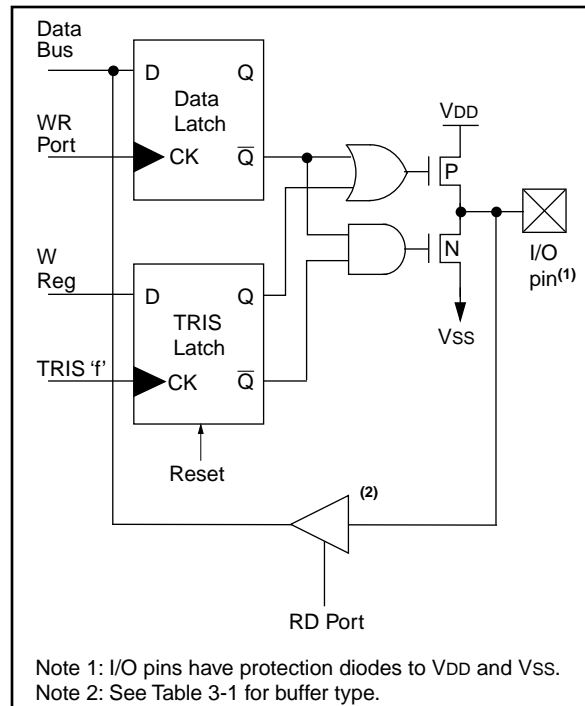 Data
Bus
D
Q
Data
Latch
WR
Port
CK
Q
VDD
P
N
I/O
pin(1)
VSS
W
Reg
D
Q
TRIS
Latch
TRIS ‘f’
CK
Q
Reset
(2)
RD Port
Note 1: I/O pins have protection diodes to VDD and VSS.
Note 2: See Table 3-1 for buffer type.